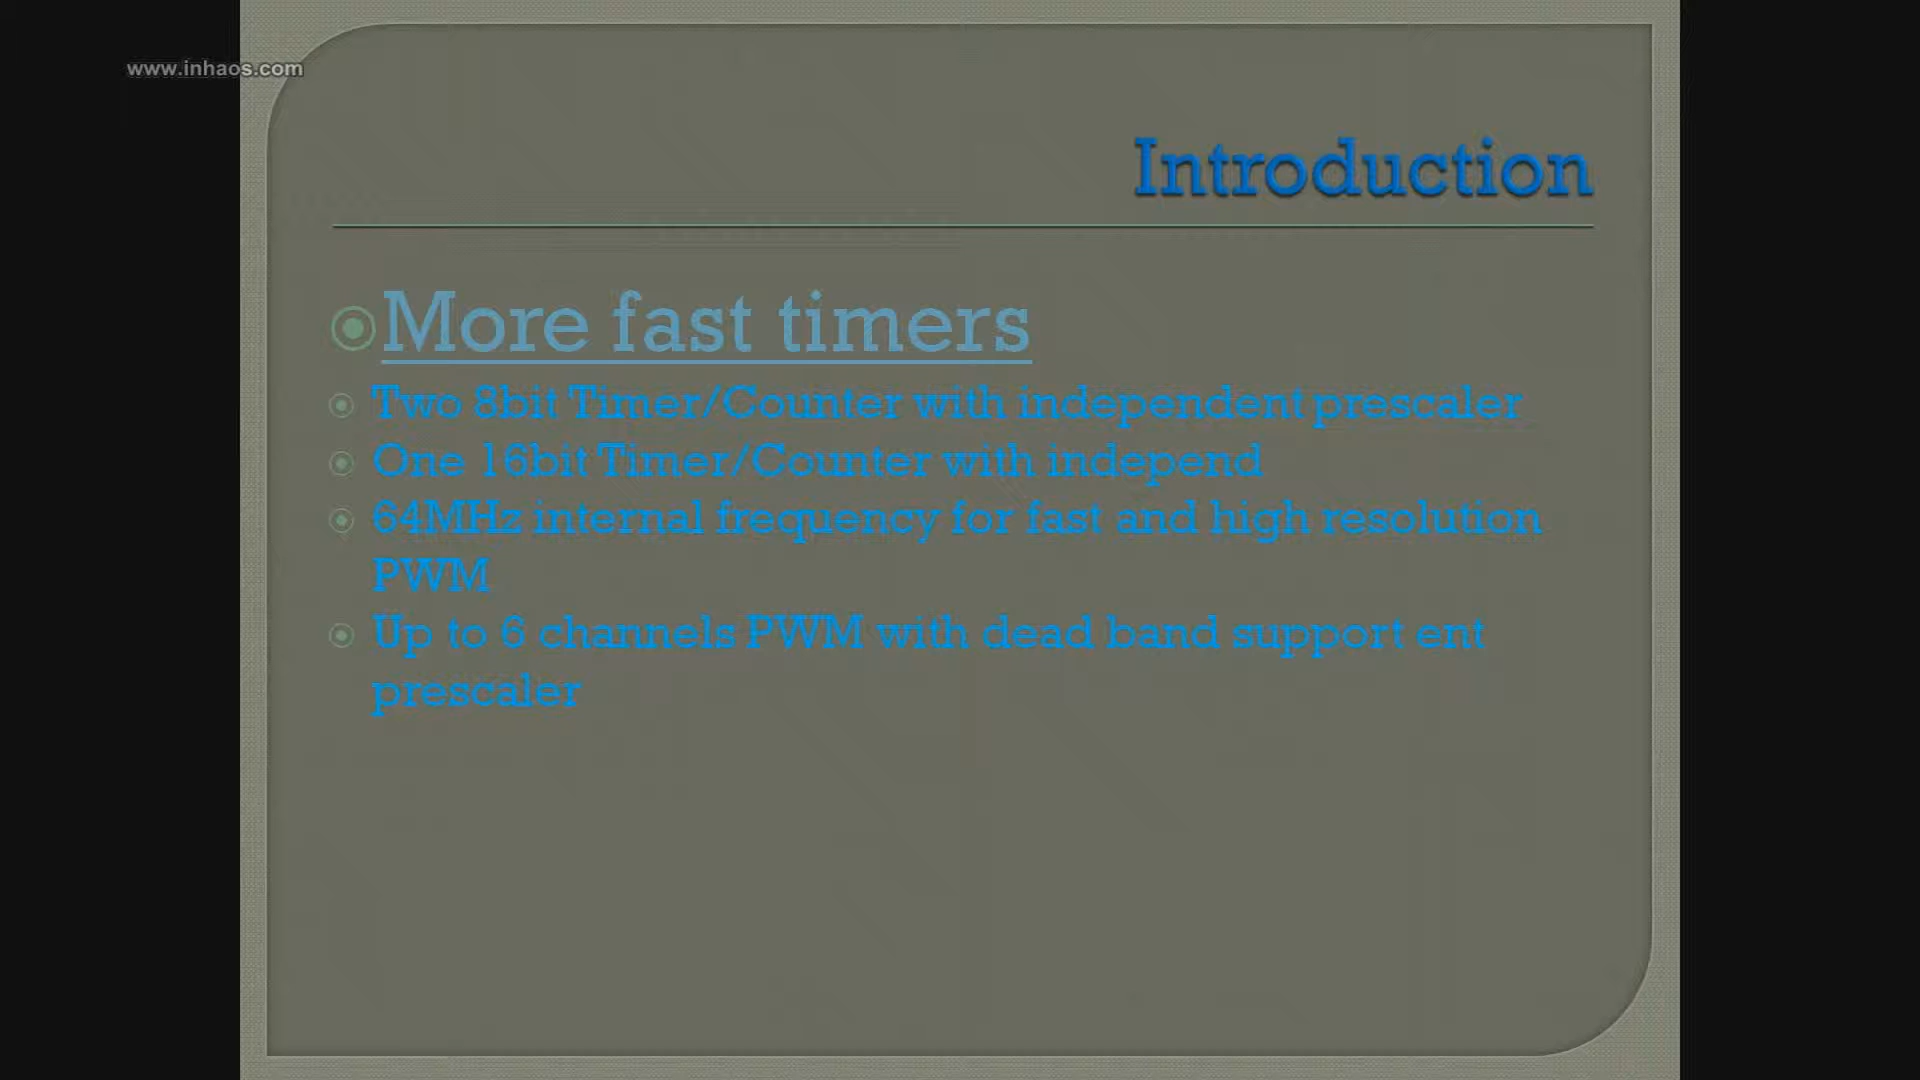 www.inhaos.com
Introduction
More fast timers
Two 8bit Timer/Counter with independent prescaler
One 16bit Timer/Counter with independ
64MHz internal frequency for fast and high resolution
PWM
Up to 6 channels PWM with dead band support ent
prescaler